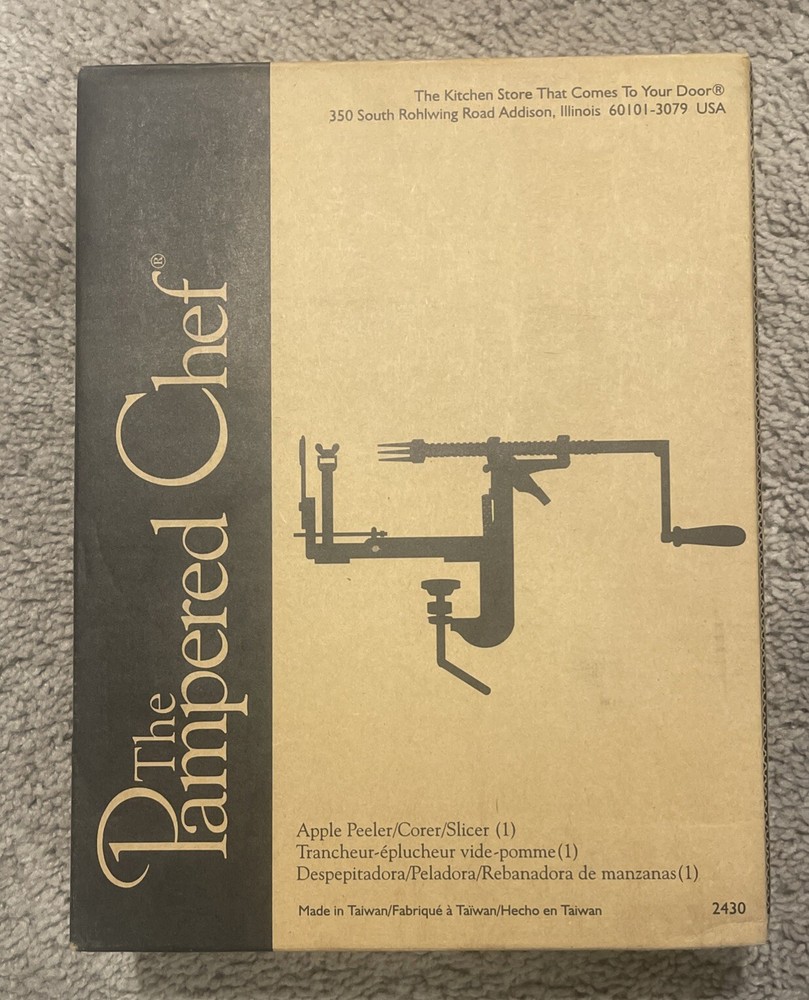 The Kitchen Store That Comes To Your Door®
350 South Rohlwing Road Addison, Illinois 60101-3079 USA
The
Pampered Chef®
Apple Peeler/Corer/Slicer (1)
Trancheur-éplucheur vide-pomme(1)
Despepitadora/Peladora/Rebanadora de manzanas(1)
Made in Taiwan/Fabriqué à Taïwan/Hecho en Taiwan
2430